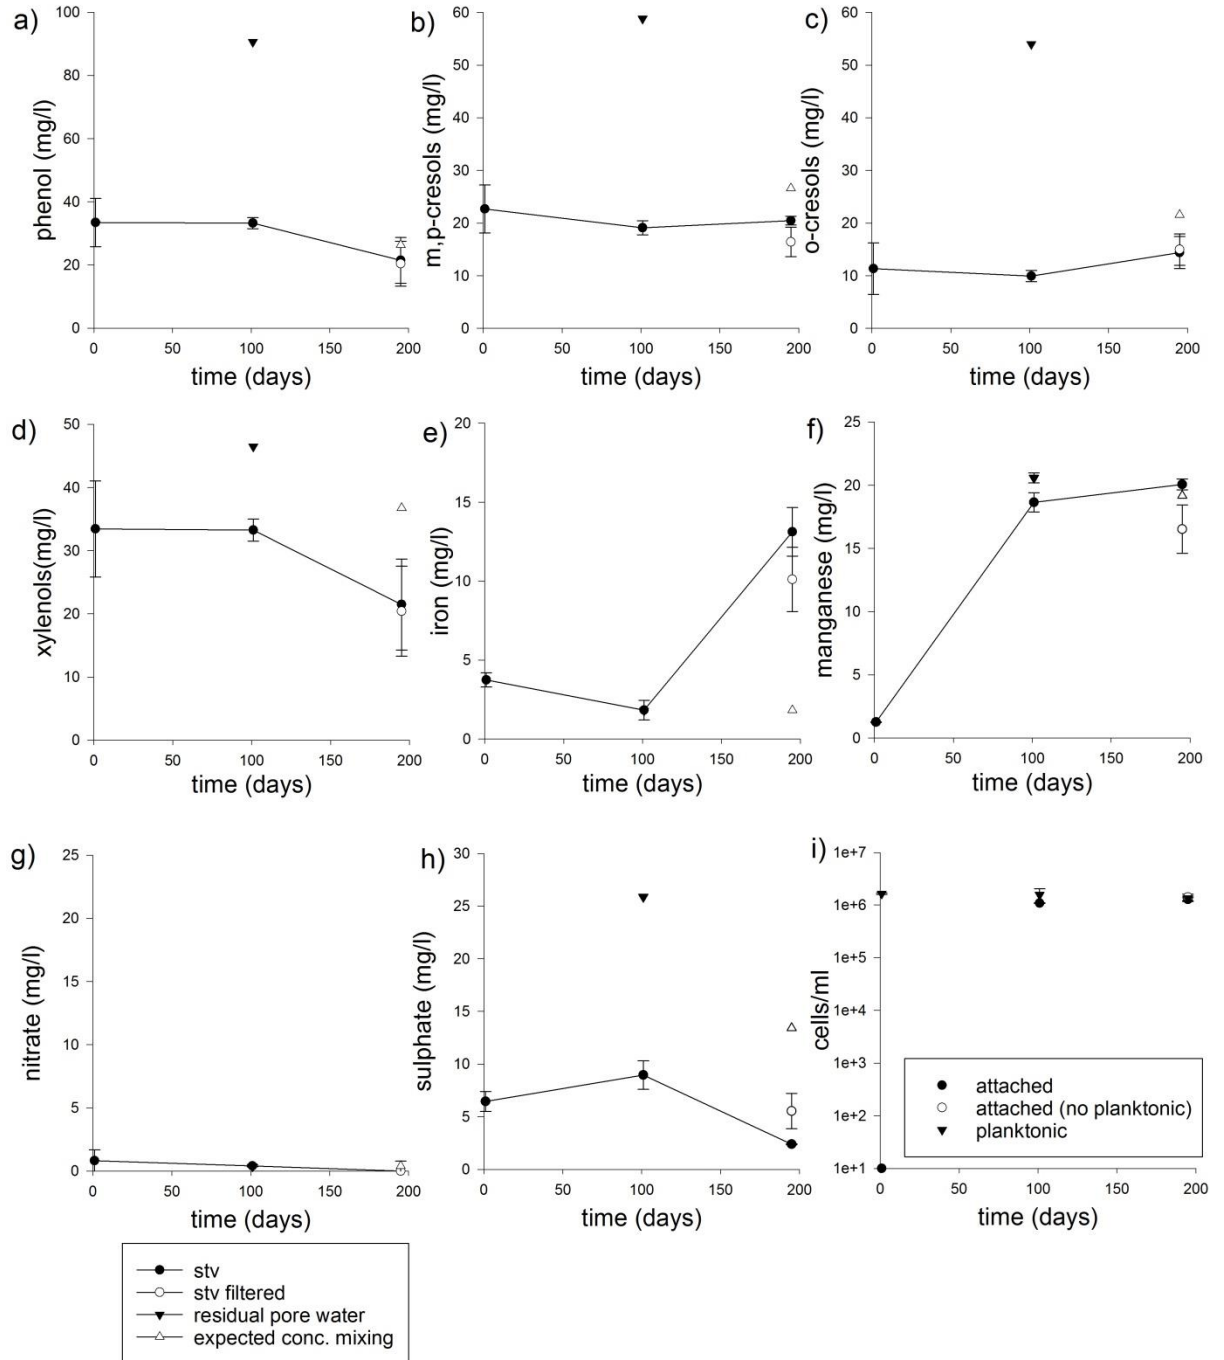 a)
100
80
60
40
20
0
phenol (mg/l)
0 50 100 150 200
time (days)
b)
60
50
40
30
20
10
0
m,p-cresols (mg/l)
0 50 100 150 200
time (days)
c)
60
50
40
30
20
10
0
o-cresols (mg/l)
0 50 100 150 200
time (days)
d)
50
40
30
20
10
0
xylenols(mg/l)
0 50 100 150 200
time (days)
e)
20
15
10
5
0
iron (mg/l)
0 50 100 150 200
time (days)
f)
25
20
15
10
5
0
manganese (mg/l)
0 50 100 150 200
time (days)
g)
25
20
15
10
5
0
nitrate (mg/l)
0 50 100 150 200
time (days)
h)
30
25
20
15
10
5
0
sulphate (mg/l)
0 50 100 150 200
time (days)
i)
1e+7
1e+6
1e+5
1e+4
1e+3
1e+2
1e+1
cells/ml
attached
attached (no planktonic)
planktonic
0 50 100 150 200
time (days)
stv
stv filtered
residual pore water
expected conc. mixing